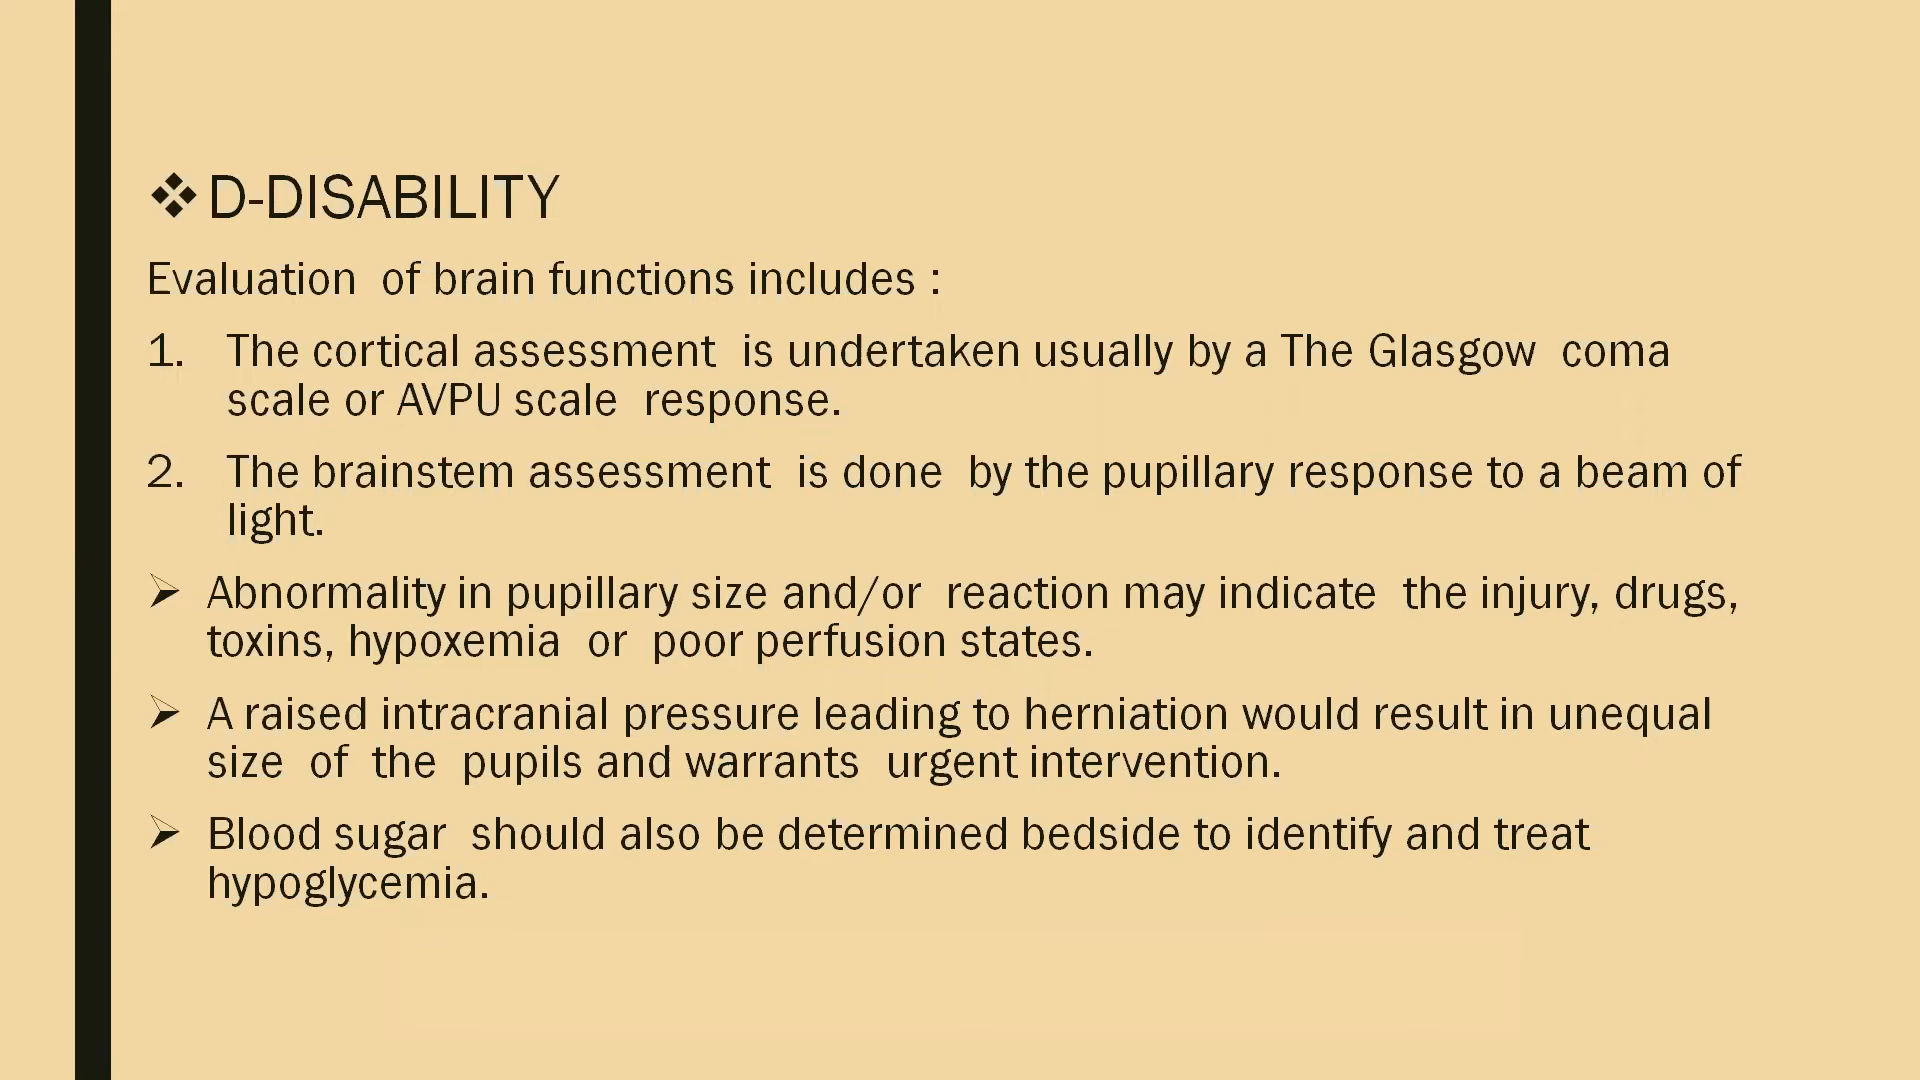 ❖ D-DISABILITY
Evaluation of brain functions includes :
1. The cortical assessment is undertaken usually by a The Glasgow coma
scale or AVPU scale response.
2. The brainstem assessment is done by the pupillary response to a beam of
light.
➢ Abnormality in pupillary size and/or reaction may indicate the injury, drugs,
toxins, hypoxemia or poor perfusion states.
➢ A raised intracranial pressure leading to herniation would result in unequal
size of the pupils and warrants urgent intervention.
➢ Blood sugar should also be determined bedside to identify and treat
hypoglycemia.